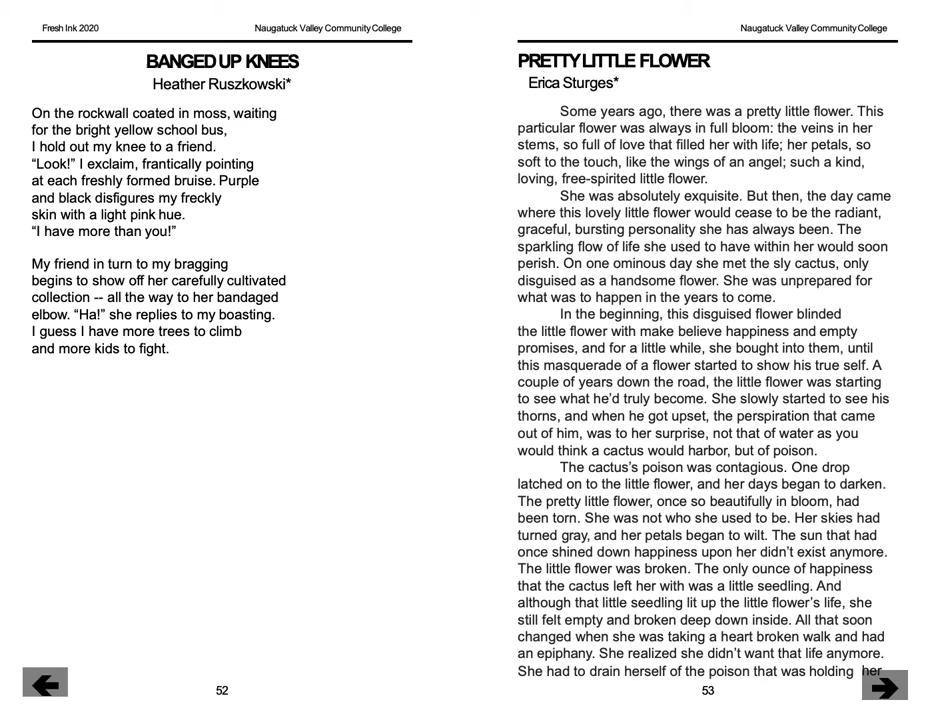 Fresh Ink 2020
Naugatuck Valley Community College
BANGED UP KNEES
Heather Ruszkowski*
On the rockwall coated in moss, waiting
for the bright yellow school bus,
I hold out my knee to a friend.
“Look!” I exclaim, frantically pointing
at each freshly formed bruise. Purple
and black disfigures my freckly
skin with a light pink hue.
“I have more than you!”
My friend in turn to my bragging
begins to show off her carefully cultivated
collection -- all the way to her bandaged
elbow. “Ha!” she replies to my boasting.
I guess I have more trees to climb
and more kids to fight.
52
Naugatuck Valley Community College
PRETTY LITTLE FLOWER
Erica Sturges*
Some years ago, there was a pretty little flower. This
particular flower was always in full bloom: the veins in her
stems, so full of love that filled her with life; her petals, so
soft to the touch, like the wings of an angel; such a kind,
loving, free-spirited little flower.
She was absolutely exquisite. But then, the day came
where this lovely little flower would cease to be the radiant,
graceful, bursting personality she has always been. The
sparkling flow of life she used to have within her would soon
perish. On one ominous day she met the sly cactus, only
disguised as a handsome flower. She was unprepared for
what was to happen in the years to come.
In the beginning, this disguised flower blinded
the little flower with make believe happiness and empty
promises, and for a little while, she bought into them, until
this masquerade of a flower started to show his true self. A
couple of years down the road, the little flower was starting
to see what he’d truly become. She slowly started to see his
thorns, and when he got upset, the perspiration that came
out of him, was to her surprise, not that of water as you
would think a cactus would harbor, but of poison.
The cactus’s poison was contagious. One drop
latched on to the little flower, and her days began to darken.
The pretty little flower, once so beautifully in bloom, had
been torn. She was not who she used to be. Her skies had
turned gray, and her petals began to wilt. The sun that had
once shined down happiness upon her didn’t exist anymore.
The little flower was broken. The only ounce of happiness
that the cactus left her with was a little seedling. And
although that little seedling lit up the little flower’s life, she
still felt empty and broken deep down inside. All that soon
changed when she was taking a heart broken walk and had
an epiphany. She realized she didn’t want that life anymore.
She had to drain herself of the poison that was holding her
53